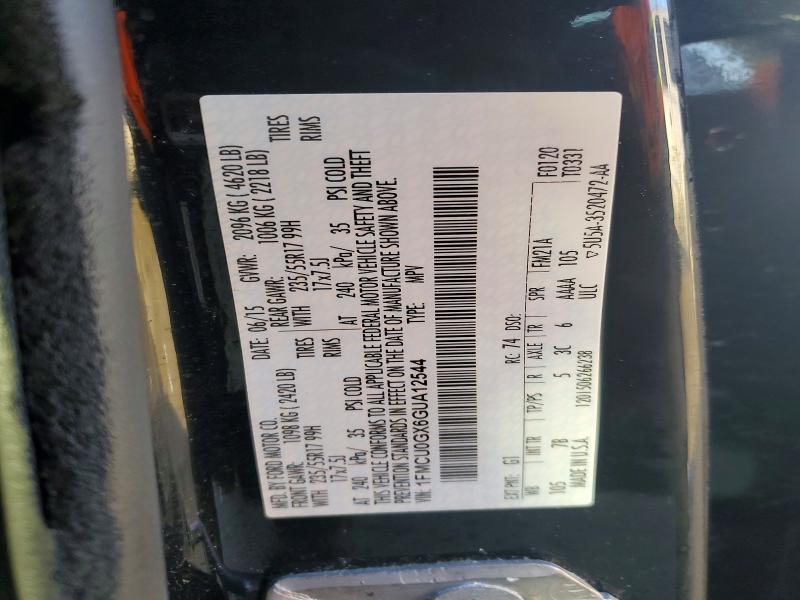 MFD. BY FORD MOTOR CO.
DATE: 06/15 GVWR: 2096 KG ( 4620 LB)
FRONT GAWR: 1098 KG ( 2420 LB) REAR GAWR: 1006 KG ( 2218 LB)
WITH 235/55R17 99H TIRES WITH 235/55R17 99H TIRES
17x7.5J RIMS 17x7.5J RIMS
AT 240 kPa/ 35 PSI COLD AT 240 kPa/ 35 PSI COLD
THIS VEHICLE CONFORMS TO ALL APPLICABLE FEDERAL MOTOR VEHICLE SAFETY AND THEFT
PREVENTION STANDARDS IN EFFECT ON THE DATE OF MANUFACTURE SHOWN ABOVE.
VIN: 1FMCU0GX6GUA12544 TYPE: MPV
F0120
T0337
EXT PNT: G1 RC: 74 DSO: FM21A
WB INT TR TP/PS R AXLE TR SPR
105 7B 5 3C 6 AAAA 105
MADE IN U.S.A. 1201506266238 ULC ▽5U5A-3520472-AA